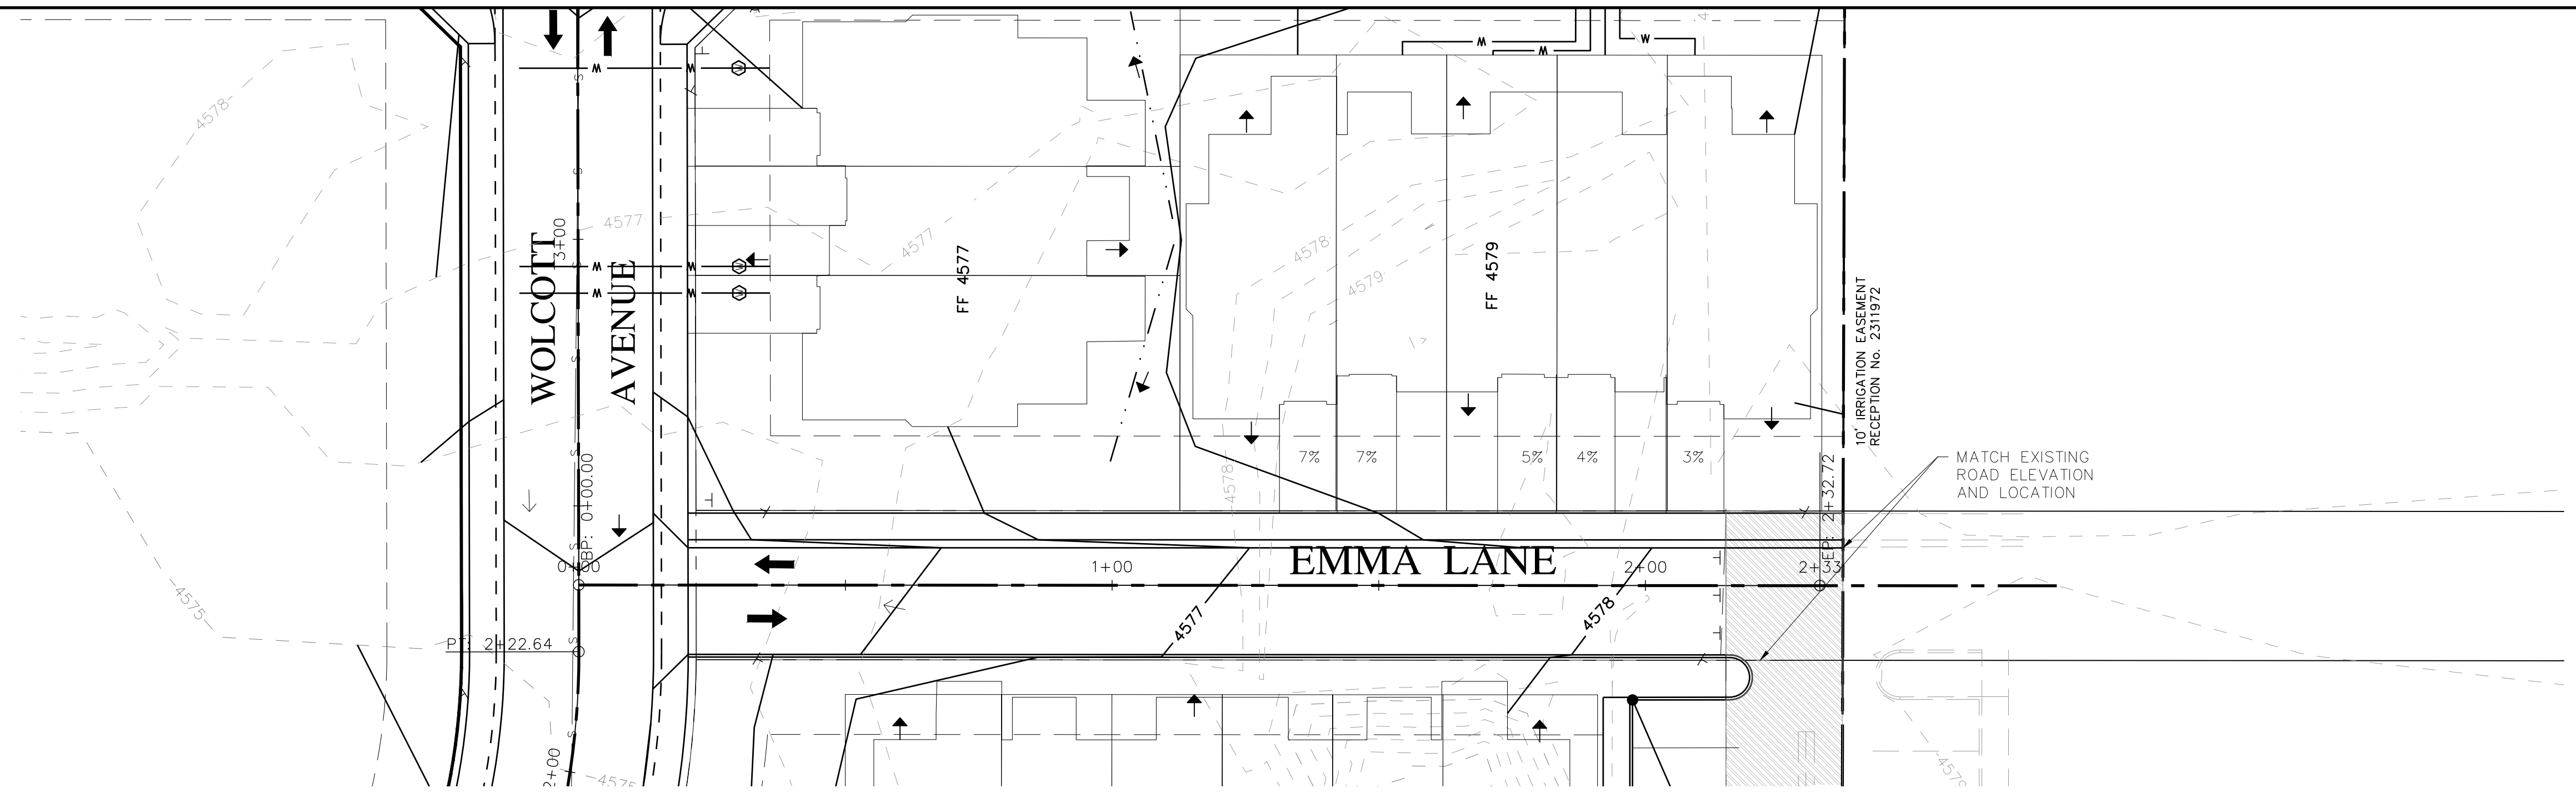 WOLCOTT
AVENUE
3+00
BP: 0+00.00
0+00
PT: 2+22.64
2+00
4578
4577
4577
4578
4579
4575
4575
4578
4579
4
FF 4577
FF 4579
7%
7%
5%
4%
3%
EMMA LANE
1+00
2+00
2+33
EP: 2+32.72
4577
4578
10' IRRIGATION EASEMENT
RECEPTION No. 2311972
MATCH EXISTING
ROAD ELEVATION
AND LOCATION
W
W
W
W
W
W
W
W
W
W
W
W
S
S
S
S
S
S
S